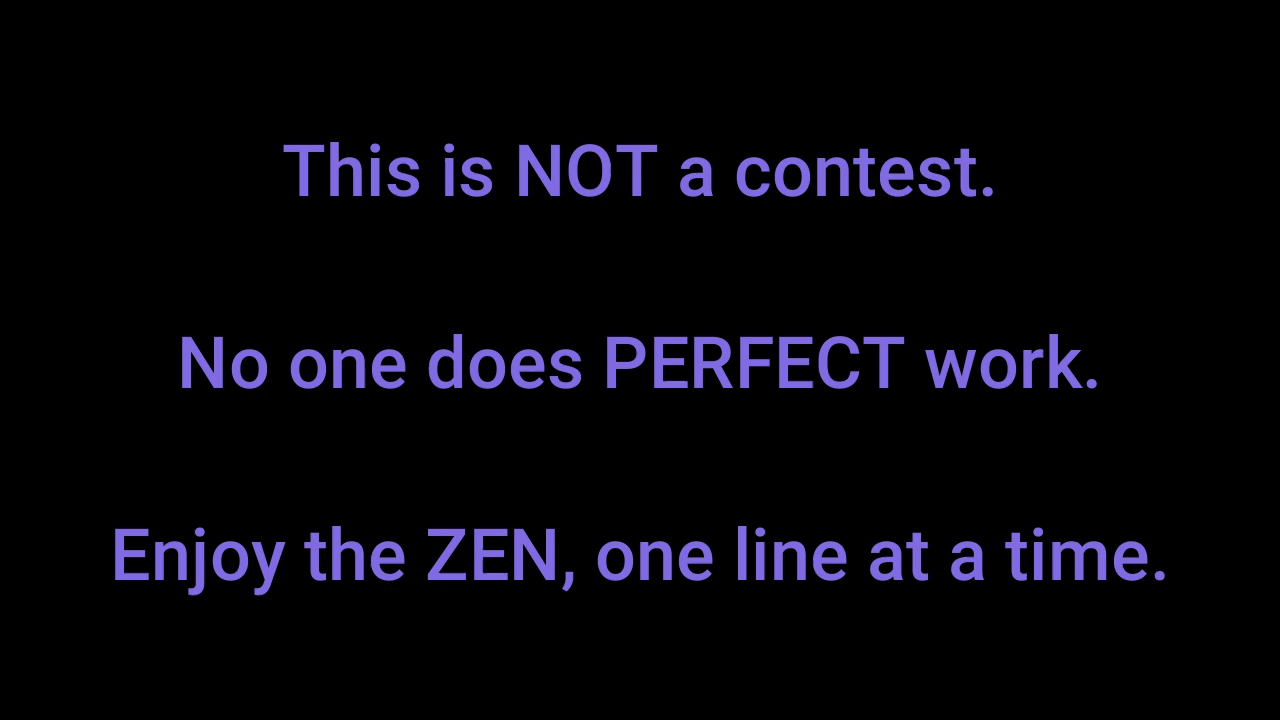 This is NOT a contest.
No one does PERFECT work.
Enjoy the ZEN, one line at a time.